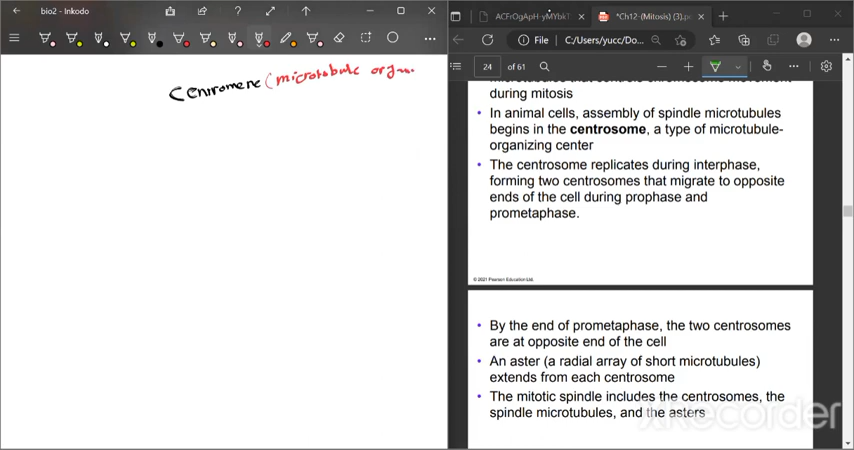 bio2 - Inkodo
ACFrOgApH-yMYbkT
*Ch12-(Mitosis) (3).p
File
C:/Users/yucc/Do...
24 of 61
Cenromere (microtobule org
during mitosis
In animal cells, assembly of spindle microtubules
begins in the centrosome, a type of microtubule-
organizing center
The centrosome replicates during interphase,
forming two centrosomes that migrate to opposite
ends of the cell during prophase and
prometaphase.
© 2021 Pearson Education Ltd.
By the end of prometaphase, the two centrosomes
are at opposite end of the cell
An aster (a radial array of short microtubules)
extends from each centrosome
The mitotic spindle includes the centrosomes, the
spindle microtubules, and the asters
XRecorder